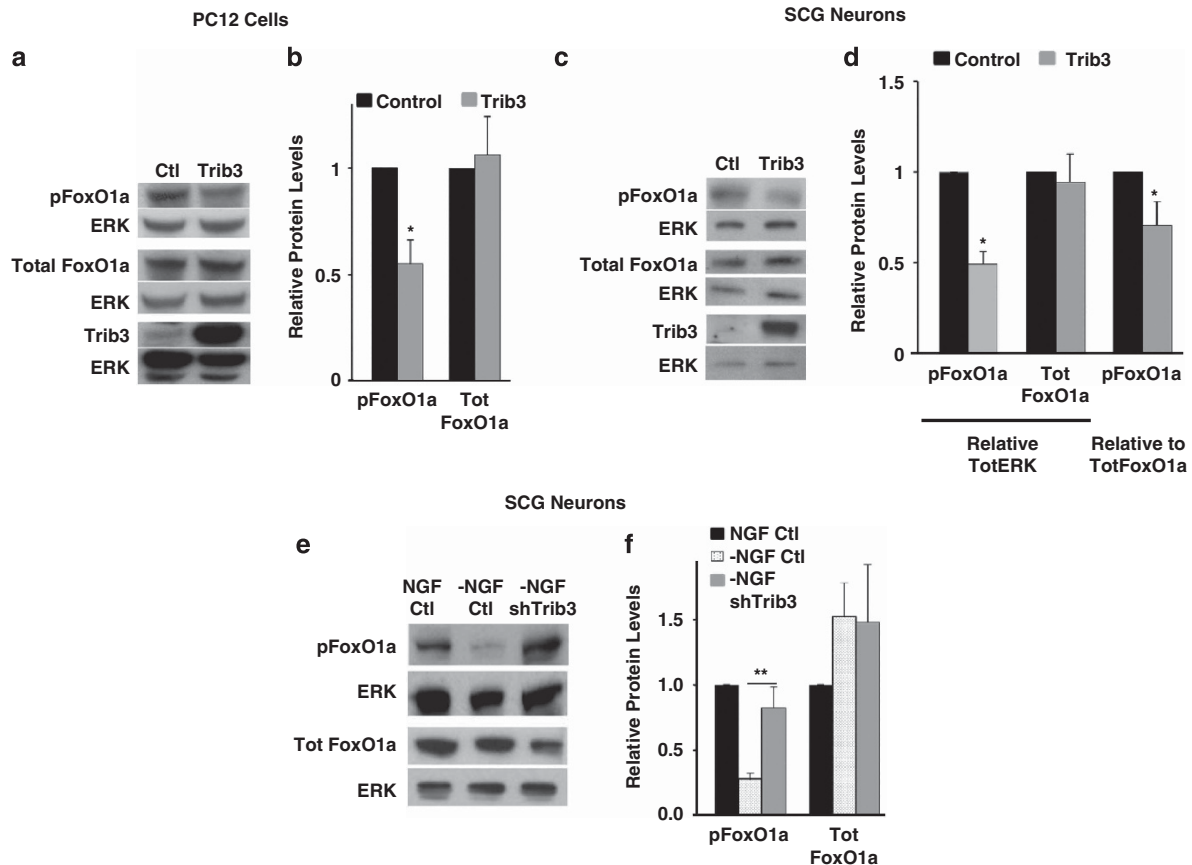 PC12 Cells
SCG Neurons
a
Ctl Trib3
pFoxO1a
ERK
Total FoxO1a
ERK
Trib3
ERK
b
Control Trib3
Relative Protein Levels
1
0.5
0
*
pFoxO1a
Tot
FoxO1a
c
Ctl Trib3
pFoxO1a
ERK
Total FoxO1a
ERK
Trib3
ERK
d
Control Trib3
Relative Protein Levels
1.5
1
0.5
0
*
*
pFoxO1a
Tot
FoxO1a
pFoxO1a
Relative
TotERK
Relative to
TotFoxO1a
SCG Neurons
e
NGF -NGF -NGF
Ctl Ctl shTrib3
pFoxO1a
ERK
Tot FoxO1a
ERK
f
NGF Ctl
-NGF Ctl
-NGF
shTrib3
Relative Protein Levels
1.5
1.0
0.5
0.0
**
pFoxO1a
Tot
FoxO1a